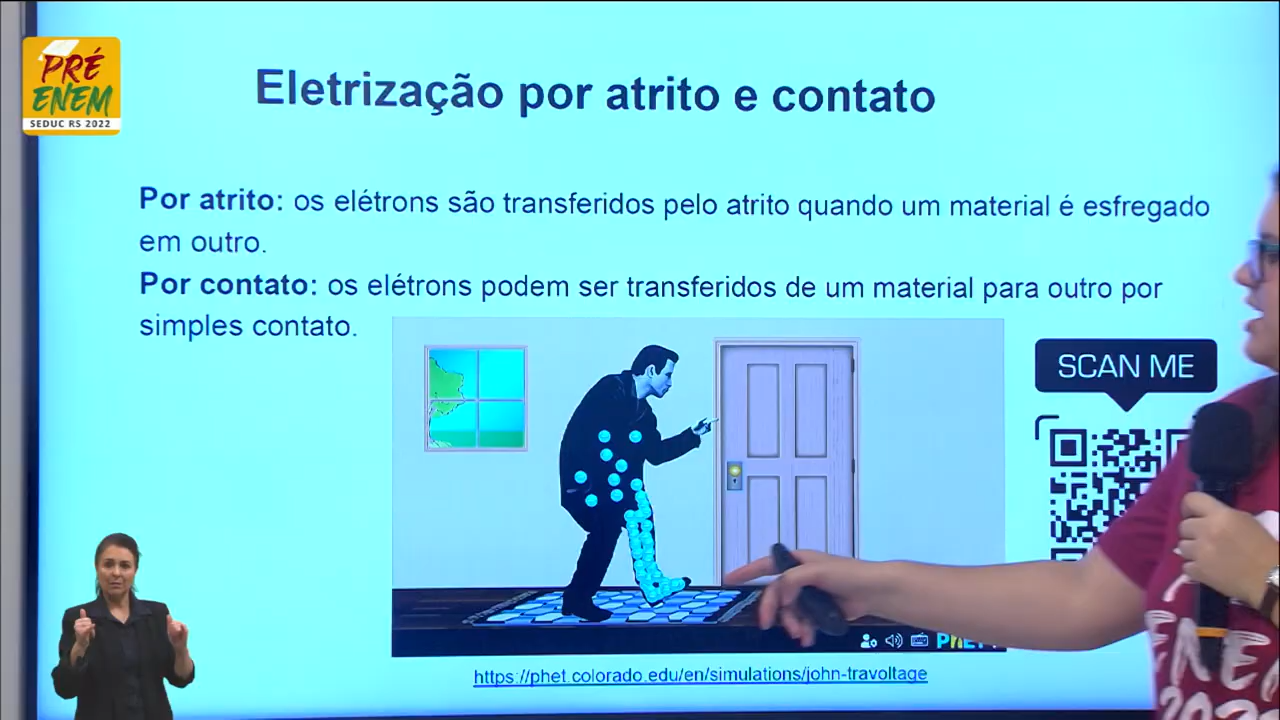 PRÉ
ENEM
SEDUC RS 2022
Eletrização por atrito e contato
Por atrito: os elétrons são transferidos pelo atrito quando um material é esfregado
em outro.
Por contato: os elétrons podem ser transferidos de um material para outro por
simples contato.
SCAN ME
https://phet.colorado.edu/en/simulations/john-travoltage